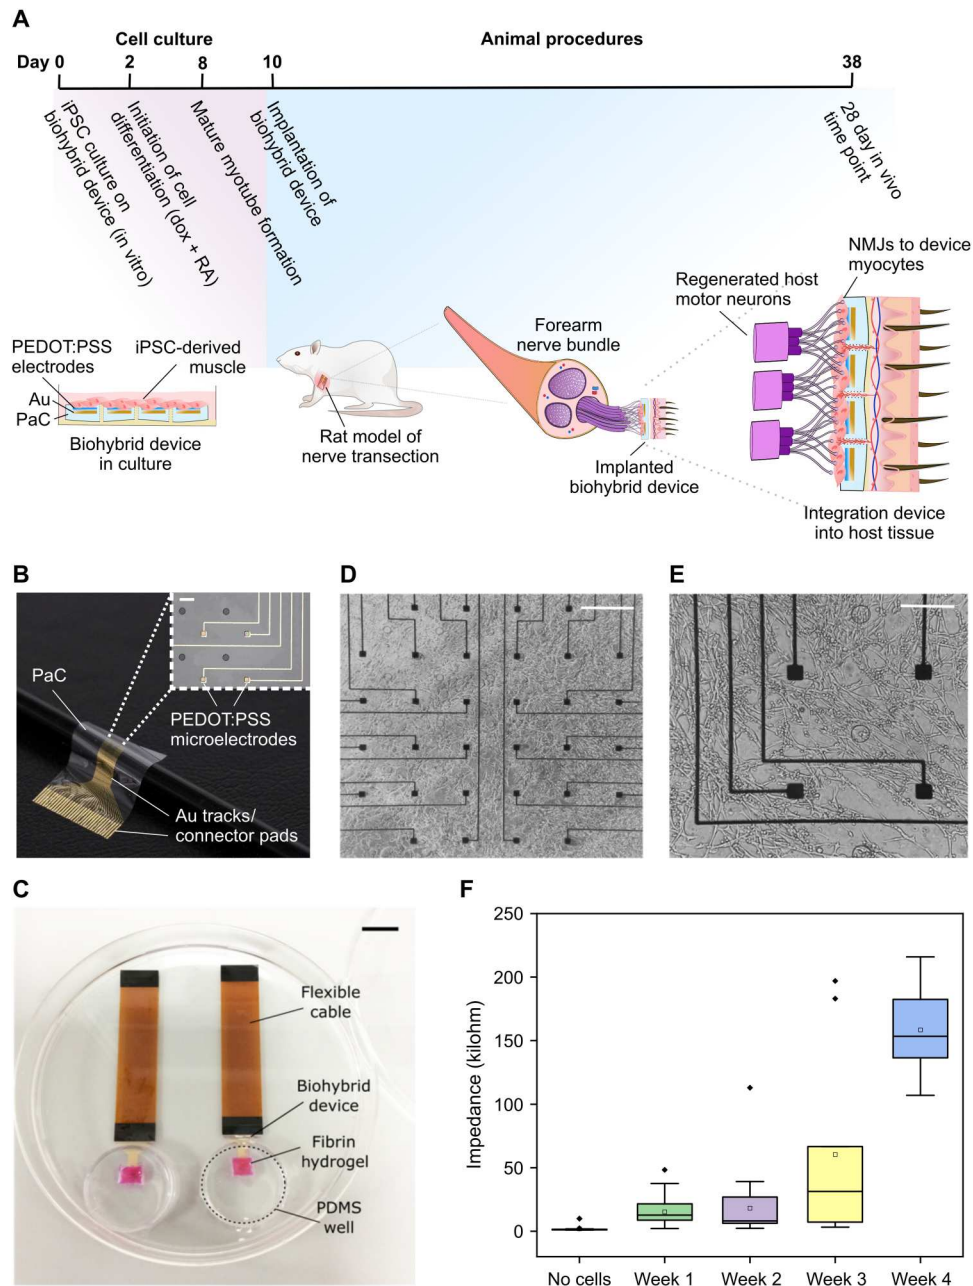 A
Cell culture
Animal procedures
Day 0
2
8
10
38
iPSC culture on
biohybrid device (in vitro)
Initiation of cell
differentiation (dox + RA)
Mature myotube formation
Implantation of
biohybrid device
28 day in vivo
time point
NMJs to device
myocytes
Regenerated host
motor neurons
Forearm
nerve bundle
PEDOT:PSS
electrodes
iPSC-derived
muscle
Au
PaC
Biohybrid device
in culture
Rat model of
nerve transection
Implanted
biohybrid device
Integration device
into host tissue
B
PaC
PEDOT:PSS
microelectrodes
Au tracks/
connector pads
D
E
C
Flexible
cable
Biohybrid
device
Fibrin
hydrogel
PDMS
well
F
Impedance (kilohm)
250
200
150
100
50
0
No cells
Week 1
Week 2
Week 3
Week 4